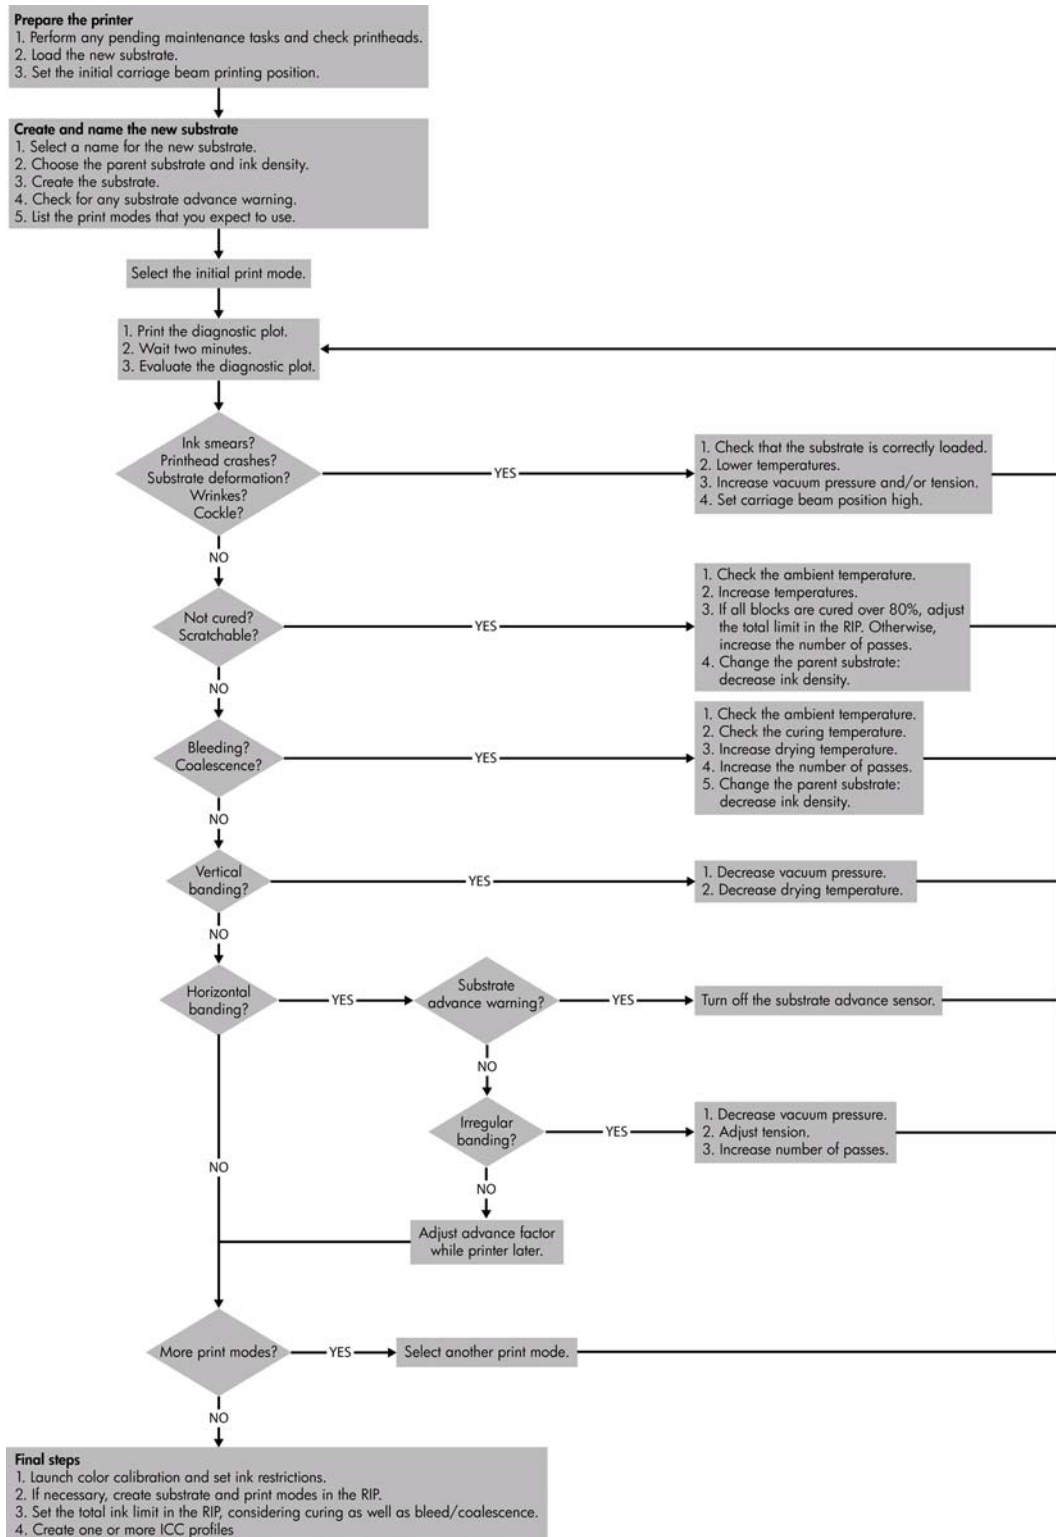 Prepare the printer
1. Perform any pending maintenance tasks and check printheads.
2. Load the new substrate.
3. Set the initial carriage beam printing position.
Create and name the new substrate
1. Select a name for the new substrate.
2. Choose the parent substrate and ink density.
3. Create the substrate.
4. Check for any substrate advance warning.
5. List the print modes that you expect to use.
Select the initial print mode.
1. Print the diagnostic plot.
2. Wait two minutes.
3. Evaluate the diagnostic plot.
Ink smears?
Printhead crashes?
Substrate deformation?
Wrinkes?
Cockle?
YES
1. Check that the substrate is correctly loaded.
2. Lower temperatures.
3. Increase vacuum pressure and/or tension.
4. Set carriage beam position high.
NO
Not cured?
Scratchable?
YES
1. Check the ambient temperature.
2. Increase temperatures.
3. If all blocks are cured over 80%, adjust
the total limit in the RIP. Otherwise,
increase the number of passes.
4. Change the parent substrate:
decrease ink density.
NO
Bleeding?
Coalescence?
YES
1. Check the ambient temperature.
2. Check the curing temperature.
3. Increase drying temperature.
4. Increase the number of passes.
5. Change the parent substrate:
decrease ink density.
NO
Vertical
banding?
YES
1. Decrease vacuum pressure.
2. Decrease drying temperature.
NO
Horizontal
banding?
YES
Substrate
advance warning?
YES
Turn off the substrate advance sensor.
NO
Irregular
banding?
YES
1. Decrease vacuum pressure.
2. Adjust tension.
3. Increase number of passes.
NO
NO
Adjust advance factor
while printer later.
More print modes?
YES
Select another print mode.
NO
Final steps
1. Launch color calibration and set ink restrictions.
2. If necessary, create substrate and print modes in the RIP.
3. Set the total ink limit in the RIP, considering curing as well as bleed/coalescence.
4. Create one or more ICC profiles